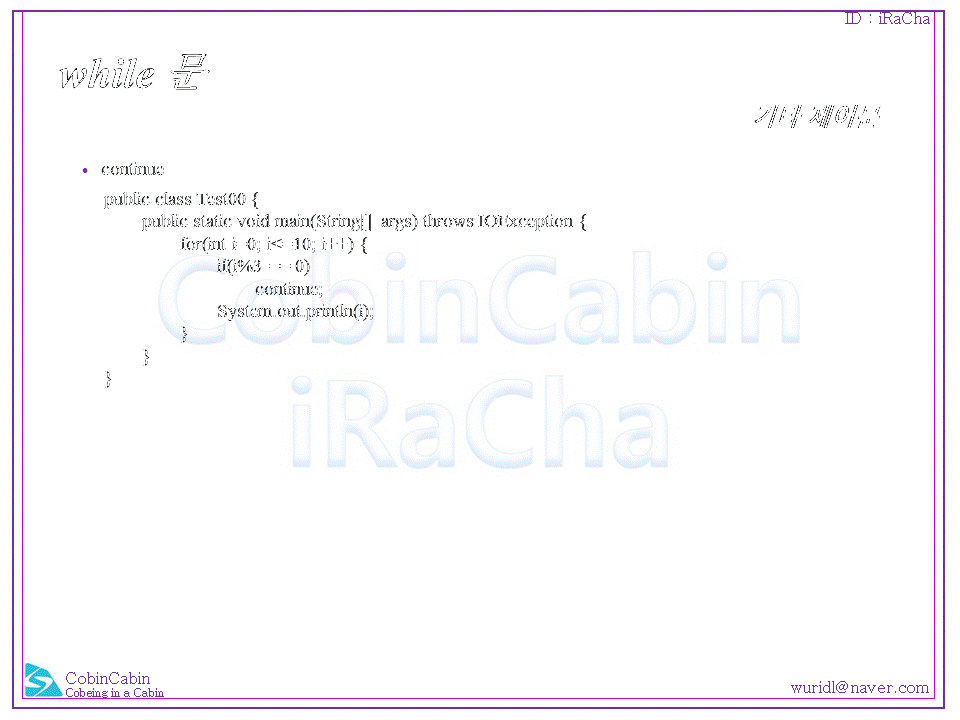 ID : iRaCha
while 문
기타 제어문
• continue
public class Test00 {
public static void main(String[] args) throws IOException {
for(int i=0; i<=10; i++) {
if(i%3 == 0)
continue;
System.out.println(i);
}
}
}
CobinCabin
iRaCha
CobinCabin
Cobeing in a Cabin
wuridl@naver.com